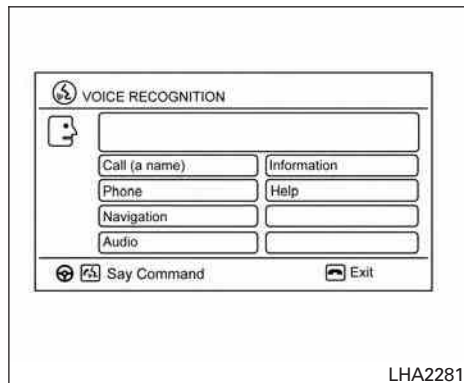 VOICE RECOGNITION
Call (a name) Information
Phone Help
Navigation
Audio
Say Command Exit
LHA2281